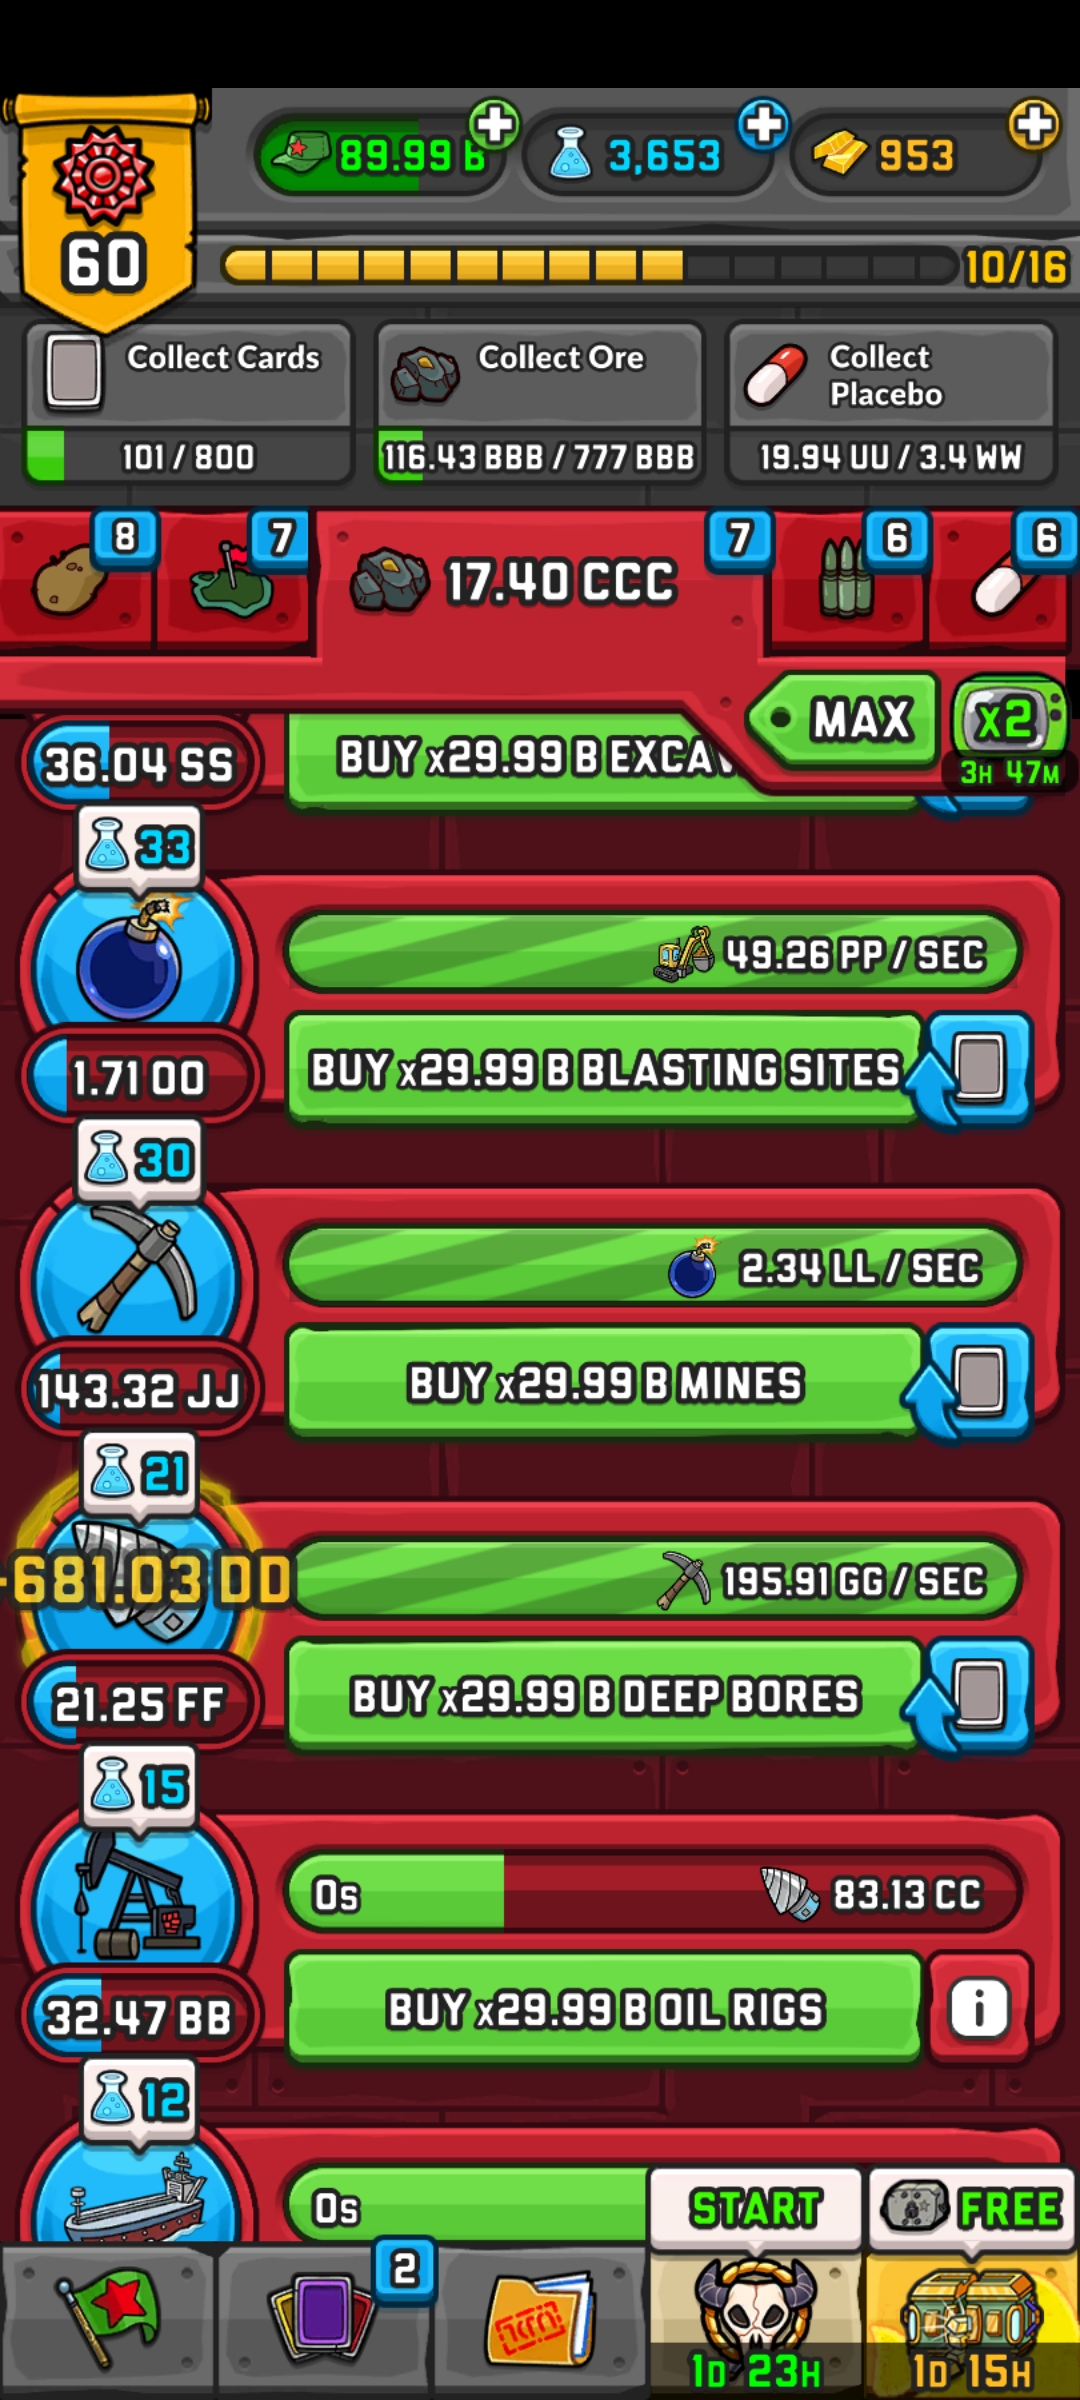 60
89.99 B
3,653
953
10/16
Collect Cards
101 / 800
Collect Ore
116.43 BBB / 777 BBB
Collect
Placebo
19.94 UU / 3.4 WW
8
7
17.40 CCC
7
6
6
MAX
x2
3H 47M
36.04 SS
BUY x29.99 B EXCAV
33
49.26 PP / SEC
1.71 OO
BUY x29.99 B BLASTING SITES
30
2.34 LL / SEC
143.32 JJ
BUY x29.99 B MINES
21
-681.03 DD
195.91 GG / SEC
21.25 FF
BUY x29.99 B DEEP BORES
15
0s
83.13 CC
32.47 BB
BUY x29.99 B OIL RIGS
i
12
0s
START
FREE
2
1D 23H
1D 15H